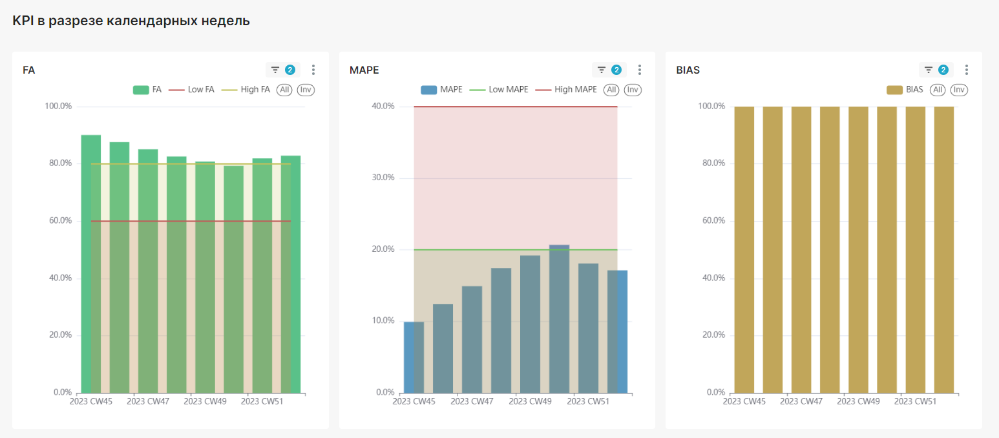 KPI в разрезе календарных недель
FA
2
FA Low FA High FA All Inv
100.0%
80.0%
60.0%
40.0%
20.0%
0.0%
2023 CW45 2023 CW47 2023 CW49 2023 CW51
MAPE
2
MAPE Low MAPE High MAPE All Inv
40.0%
30.0%
20.0%
10.0%
0.0%
2023 CW45 2023 CW47 2023 CW49 2023 CW51
BIAS
2
BIAS All Inv
100.0%
80.0%
60.0%
40.0%
20.0%
0.0%
2023 CW45 2023 CW47 2023 CW49 2023 CW51